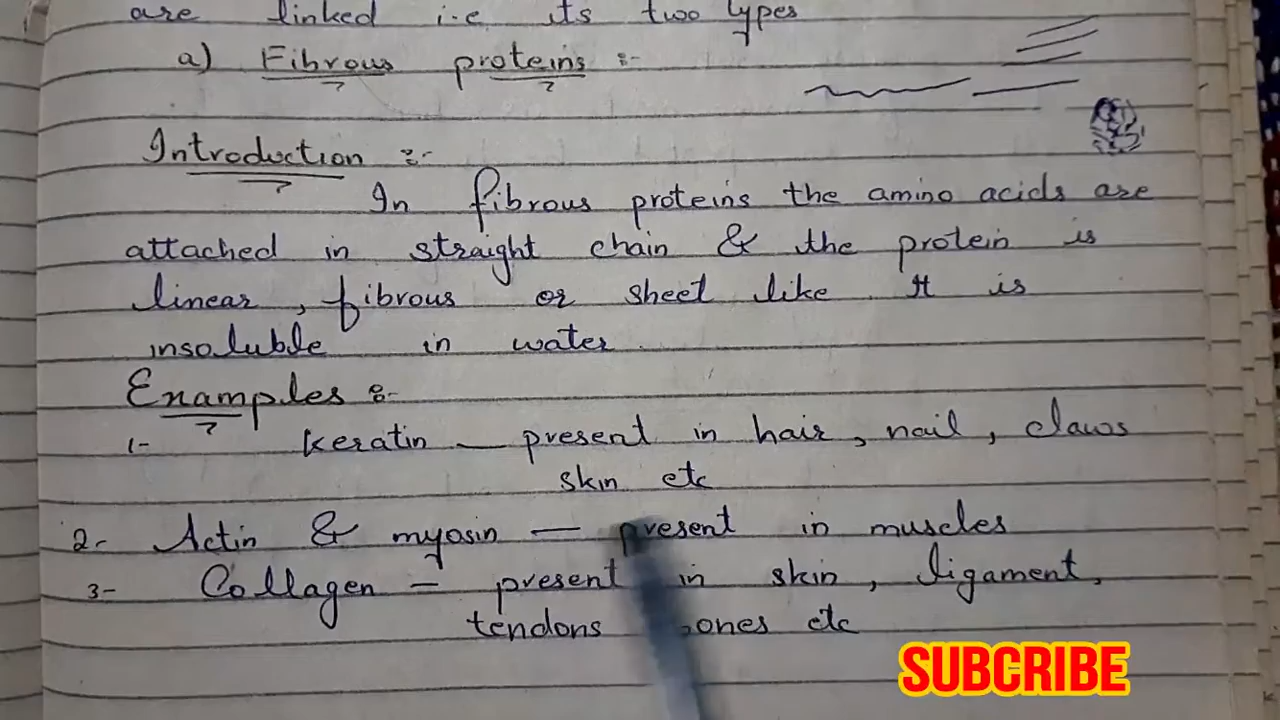 are linked i.e its two types
a) Fibrous proteins :-
Introduction :-
In fibrous proteins the amino acids are
attached in straight chain & the protein is
linear, fibrous or sheet like. It is
insoluble in water.
Examples :-
1- keratin — present in hair, nail, claws
skin etc
2- Actin & myosin — present in muscles
3- Collagen — present in skin, ligament,
tendons bones etc
SUBCRIBE